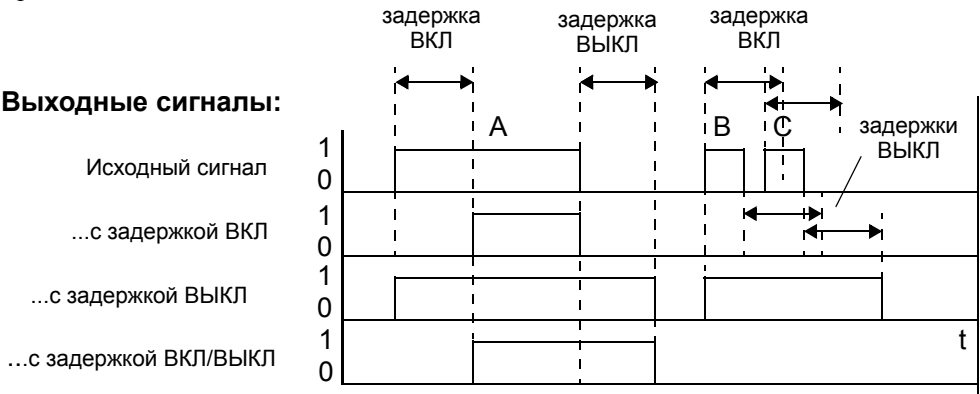 задержка
ВКЛ
задержка
ВЫКЛ
задержка
ВКЛ
Выходные сигналы:
A
B
C
задержки
ВЫКЛ
Исходный сигнал
1
0
...с задержкой ВКЛ
1
0
...с задержкой ВЫКЛ
1
0
...с задержкой ВКЛ/ВЫКЛ
1
0
t